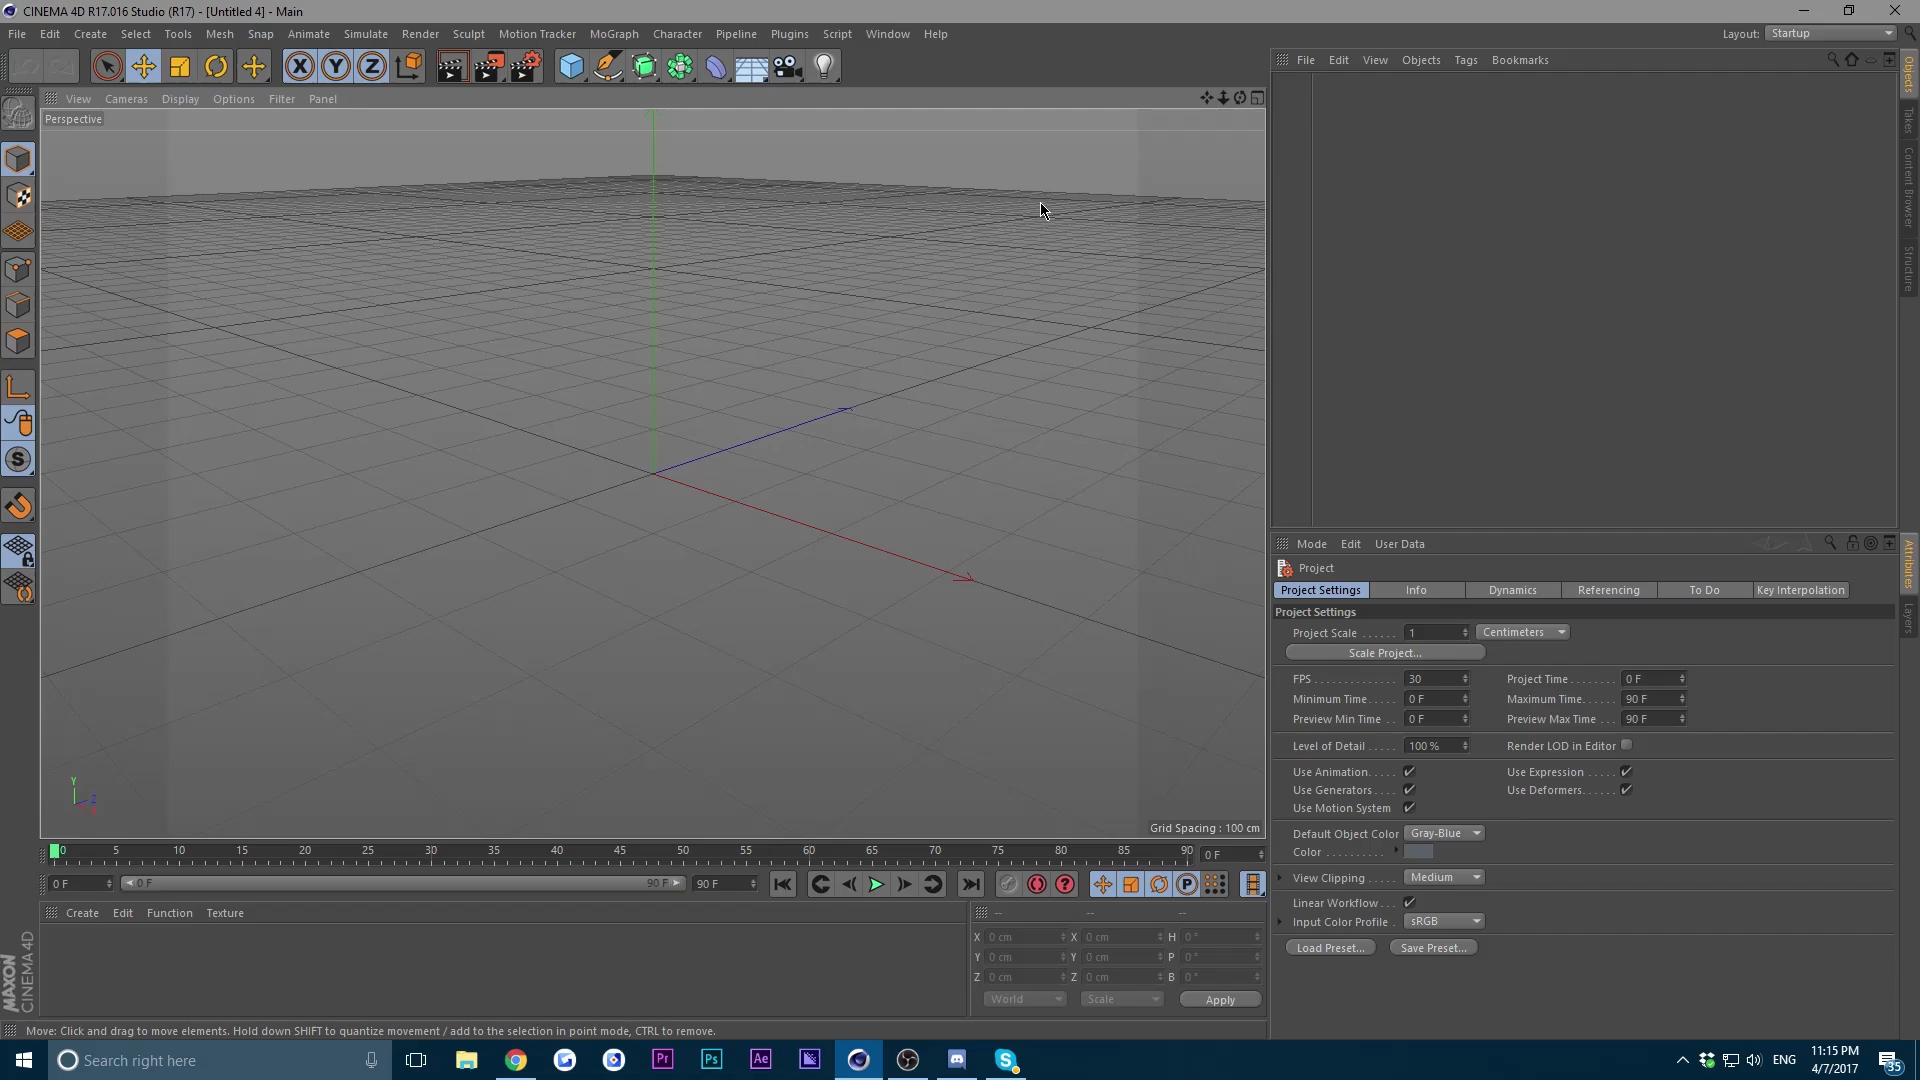 CINEMA 4D R17.016 Studio (R17) - [Untitled 4] - Main
File Edit Create Select Tools Mesh Snap Animate Simulate Render Sculpt Motion Tracker MoGraph Character Pipeline Plugins Script Window Help
Layout: Startup
X Y Z
View Cameras Display Options Filter Panel
Perspective
Y
Z
X
Grid Spacing : 100 cm
S
0 5 10 15 20 25 30 35 40 45 50 55 60 65 70 75 80 85 90 0 F
0 F 0 F 90 F 90 F
? P
Create Edit Function Texture
-- -- --
X 0 cm X 0 cm H 0 °
Y 0 cm Y 0 cm P 0 °
Z 0 cm Z 0 cm B 0 °
World Scale Apply
MAXON
CINEMA 4D
Move: Click and drag to move elements. Hold down SHIFT to quantize movement / add to the selection in point mode, CTRL to remove.
File Edit View Objects Tags Bookmarks
Objects
Takes
Content Browser
Structure
Mode Edit User Data
Attributes
Layers
Project
Project Settings Info Dynamics Referencing To Do Key Interpolation
Project Settings
Project Scale ...... 1 Centimeters
Scale Project...
FPS .............. 30 Project Time ........ 0 F
Minimum Time ..... 0 F Maximum Time ...... 90 F
Preview Min Time .. 0 F Preview Max Time ... 90 F
Level of Detail ..... 100 % Render LOD in Editor
Use Animation ..... Use Expression .....
Use Generators .... Use Deformers ......
Use Motion System
Default Object Color Gray-Blue
Color ..........
View Clipping ..... Medium
Linear Workflow ...
Input Color Profile . sRGB
Load Preset... Save Preset...
Search right here
Pr Ps Ae
ENG
11:15 PM
4/7/2017
35